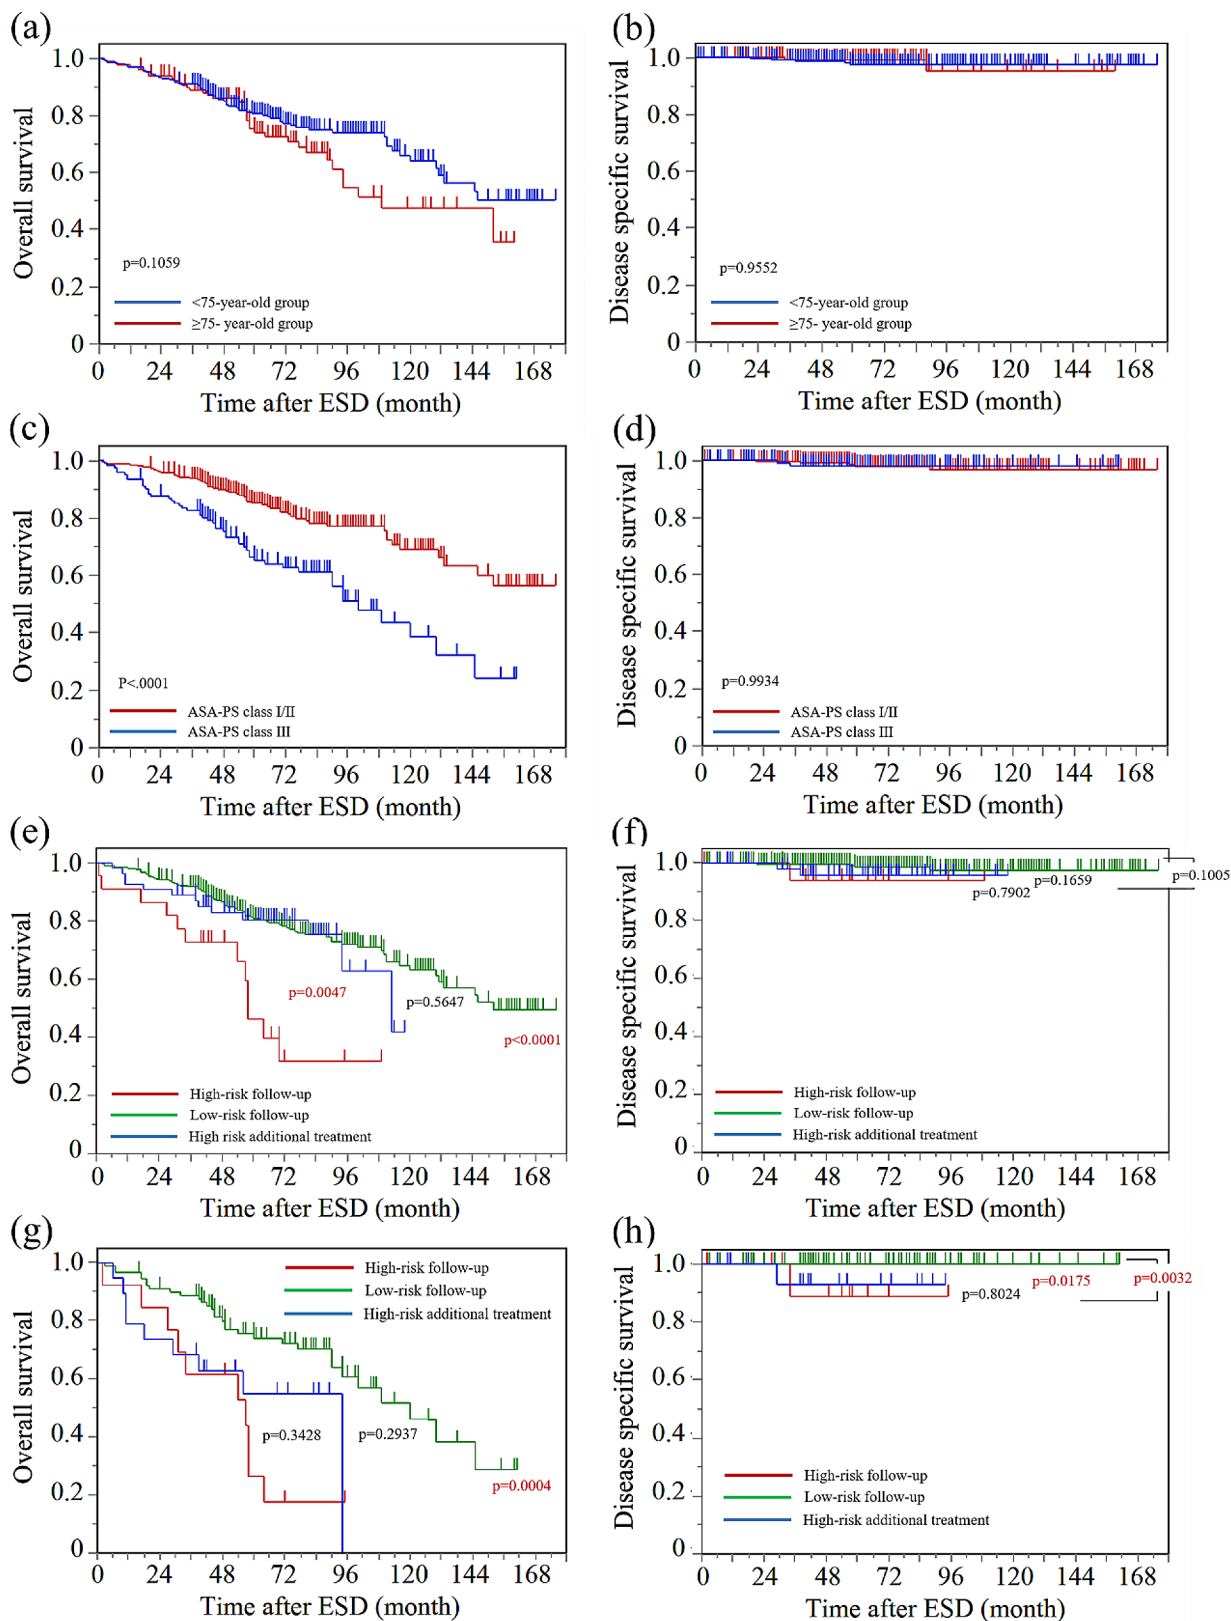 (a)
Overall survival
1.0
0.8
0.6
0.4
0.2
0
p=0.1059
<75-year-old group
≥75- year-old group
0 24 48 72 96 120 144 168
Time after ESD (month)
(b)
Disease specific survival
1.0
0.8
0.6
0.4
0.2
0
p=0.9552
<75-year-old group
≥75- year-old group
0 24 48 72 96 120 144 168
Time after ESD (month)
(c)
Overall survival
1.0
0.8
0.6
0.4
0.2
0
P<.0001
ASA-PS class I/II
ASA-PS class III
0 24 48 72 96 120 144 168
Time after ESD (month)
(d)
Disease specific survival
1.0
0.8
0.6
0.4
0.2
0
p=0.9934
ASA-PS class I/II
ASA-PS class III
0 24 48 72 96 120 144 168
Time after ESD (month)
(e)
Overall survival
1.0
0.8
0.6
0.4
0.2
0
p=0.0047
p=0.5647
p<0.0001
High-risk follow-up
Low-risk follow-up
High risk additional treatment
0 24 48 72 96 120 144 168
Time after ESD (month)
(f)
Disease specific survival
1.0
0.8
0.6
0.4
0.2
0
p=0.7902
p=0.1659
p=0.1005
High-risk follow-up
Low-risk follow-up
High-risk additional treatment
0 24 48 72 96 120 144 168
Time after ESD (month)
(g)
Overall survival
1.0
0.8
0.6
0.4
0.2
0
High-risk follow-up
Low-risk follow-up
High-risk additional treatment
p=0.3428
p=0.2937
p=0.0004
0 24 48 72 96 120 144 168
Time after ESD (month)
(h)
Disease specific survival
1.0
0.8
0.6
0.4
0.2
0
p=0.8024
p=0.0175
p=0.0032
High-risk follow-up
Low-risk follow-up
High-risk additional treatment
0 24 48 72 96 120 144 168
Time after ESD (month)